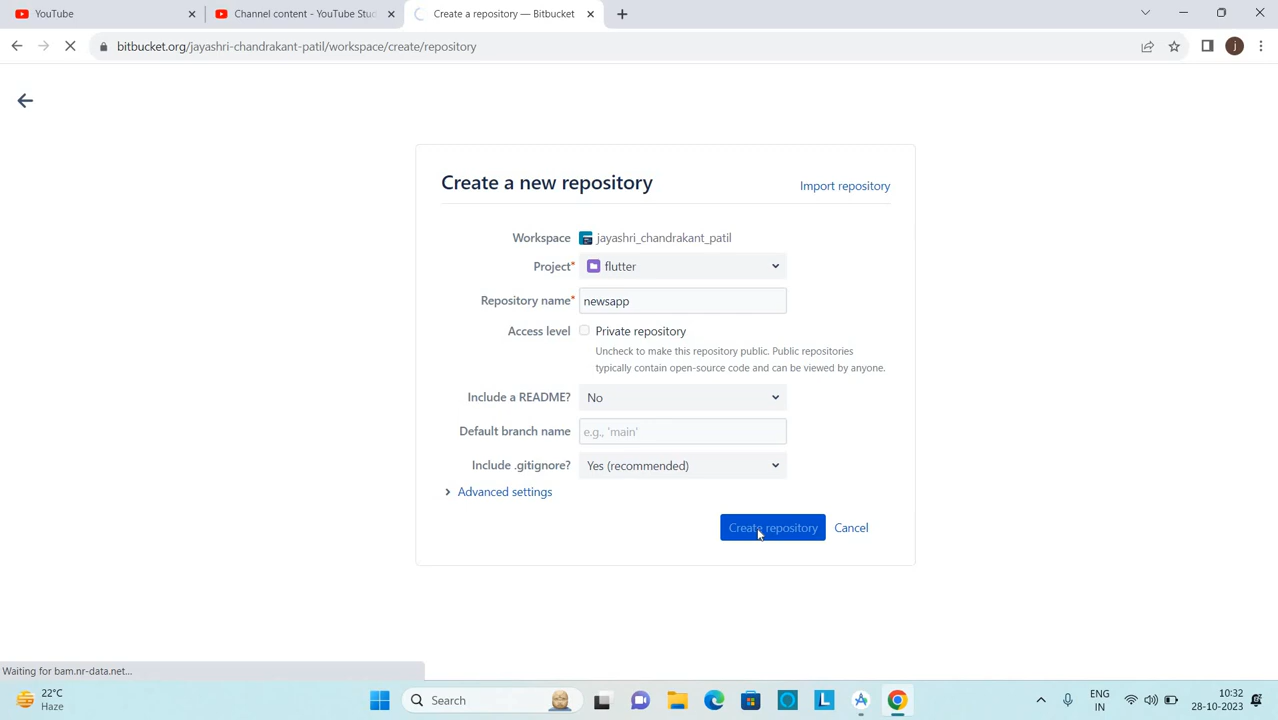 YouTube
Channel content - YouTube Stud
Create a repository — Bitbucket
bitbucket.org/jayashri-chandrakant-patil/workspace/create/repository
j
Create a new repository
Import repository
Workspace jayashri_chandrakant_patil
Project* flutter
Repository name* newsapp
Access level Private repository
Uncheck to make this repository public. Public repositories
typically contain open-source code and can be viewed by anyone.
Include a README? No
Default branch name e.g., 'main'
Include .gitignore? Yes (recommended)
Advanced settings
Create repository Cancel
Waiting for bam.nr-data.net...
22°C
Haze
Search
L
ENG
IN
10:32
28-10-2023